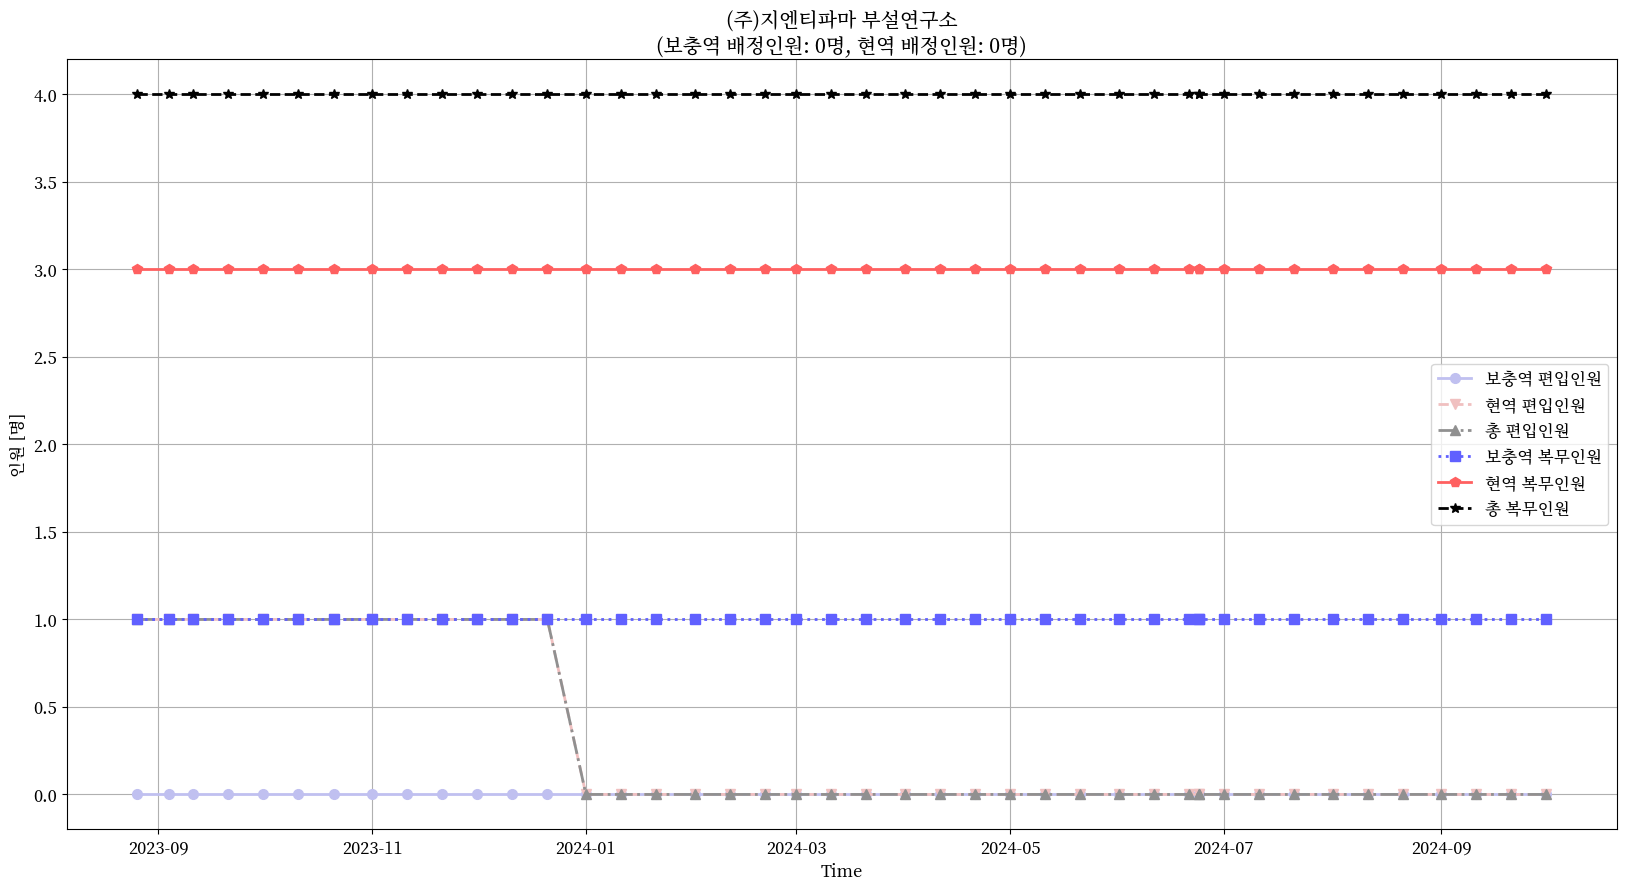 (주)지엔티파마 부설연구소
(보충역 배정인원: 0명, 현역 배정인원: 0명)
인원 [명]
4.0
3.5
3.0
2.5
2.0
1.5
1.0
0.5
0.0
보충역 편입인원
현역 편입인원
총 편입인원
보충역 복무인원
현역 복무인원
총 복무인원
2023-09
2023-11
2024-01
2024-03
2024-05
2024-07
2024-09
Time